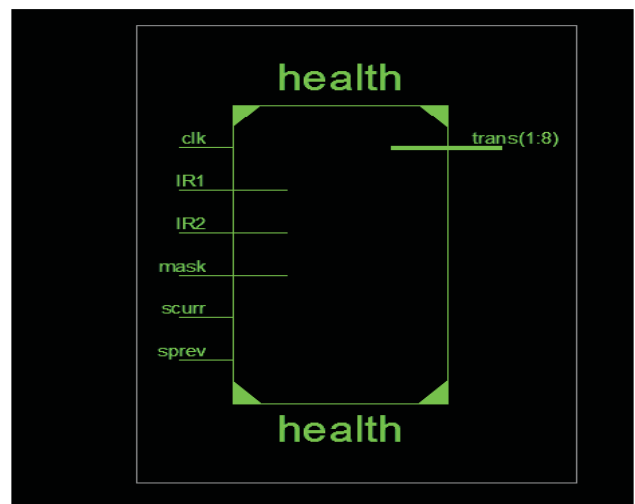 health
clk
trans(1:8)
IR1
IR2
mask
scurr
sprev
health